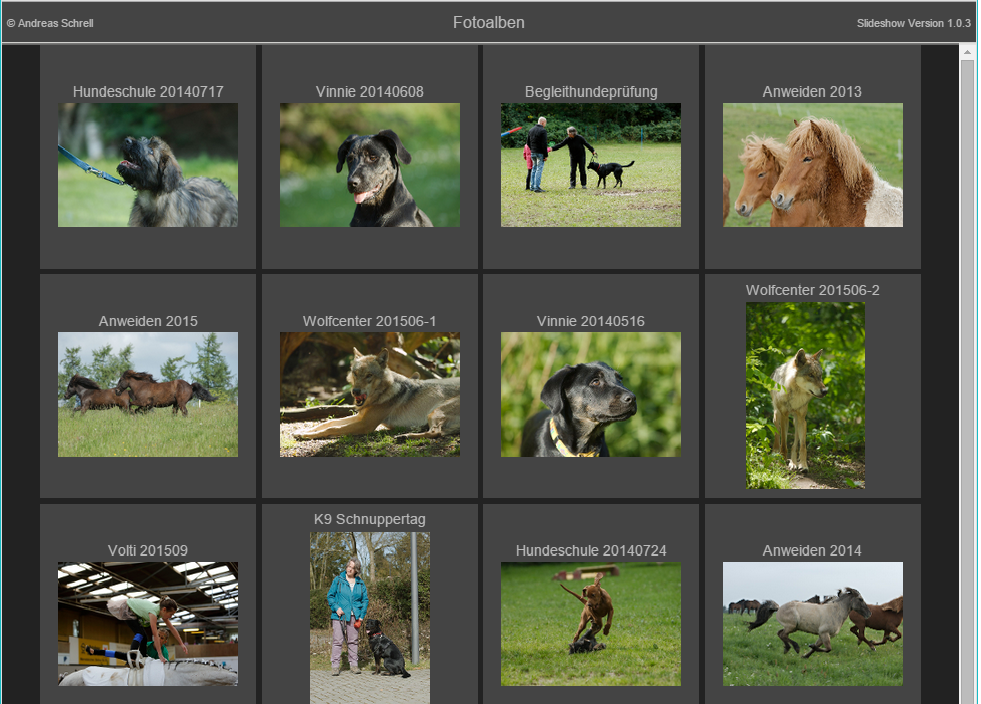 © Andreas Schrell
Fotoalben
Slideshow Version 1.0.3
Hundeschule 20140717
Vinnie 20140608
Begleithundeprüfung
Anweiden 2013
Anweiden 2015
Wolfcenter 201506-1
Vinnie 20140516
Wolfcenter 201506-2
Volti 201509
K9 Schnuppertag
Hundeschule 20140724
Anweiden 2014